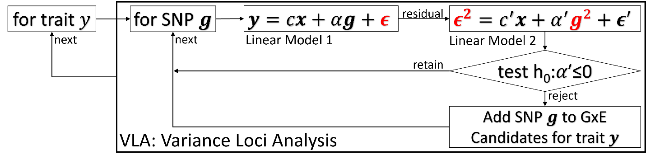 for trait y
for SNP g
y = cx + αg + ϵ
residual
ϵ² = c′x + α′g² + ϵ′
next
next
Linear Model 1
Linear Model 2
retain
test h₀:α′≤0
reject
Add SNP g to GxE
Candidates for trait y
VLA: Variance Loci Analysis